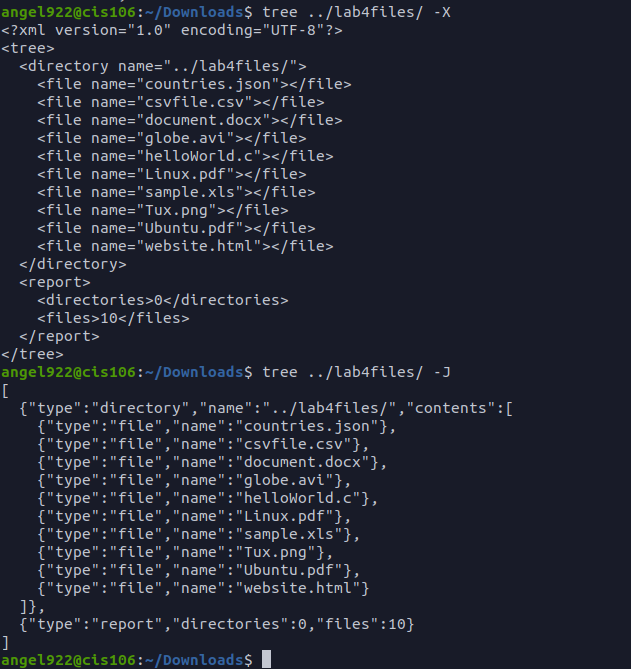 angel922@cis106:~/Downloads$ tree ../lab4files/ -X
<?xml version="1.0" encoding="UTF-8"?>
<tree>
  <directory name="../lab4files/">
    <file name="countries.json"></file>
    <file name="csvfile.csv"></file>
    <file name="document.docx"></file>
    <file name="globe.avi"></file>
    <file name="helloWorld.c"></file>
    <file name="Linux.pdf"></file>
    <file name="sample.xls"></file>
    <file name="Tux.png"></file>
    <file name="Ubuntu.pdf"></file>
    <file name="website.html"></file>
  </directory>
  <report>
    <directories>0</directories>
    <files>10</files>
  </report>
</tree>
angel922@cis106:~/Downloads$ tree ../lab4files/ -J
[
  {"type":"directory","name":"../lab4files/","contents":[
    {"type":"file","name":"countries.json"},
    {"type":"file","name":"csvfile.csv"},
    {"type":"file","name":"document.docx"},
    {"type":"file","name":"globe.avi"},
    {"type":"file","name":"helloWorld.c"},
    {"type":"file","name":"Linux.pdf"},
    {"type":"file","name":"sample.xls"},
    {"type":"file","name":"Tux.png"},
    {"type":"file","name":"Ubuntu.pdf"},
    {"type":"file","name":"website.html"}
  ]},
  {"type":"report","directories":0,"files":10}
]
angel922@cis106:~/Downloads$